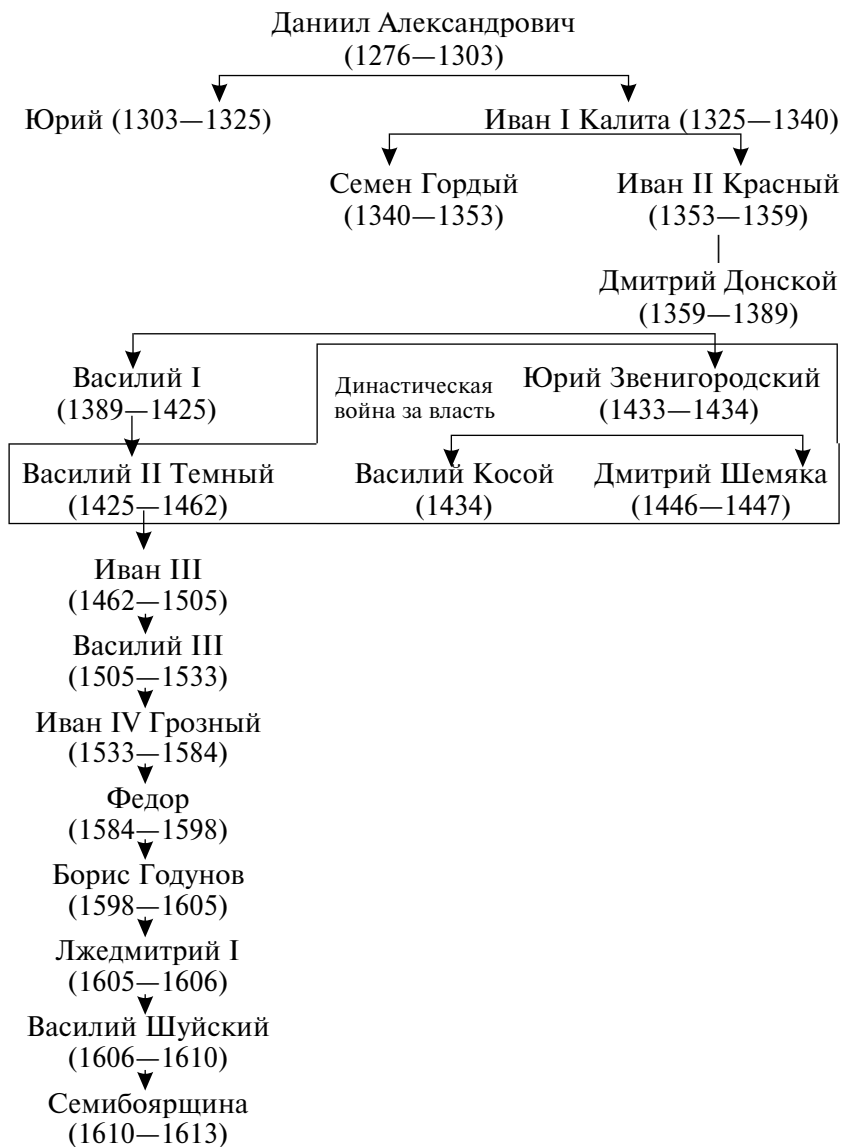 Даниил Александрович
(1276—1303)
Юрий (1303—1325)
Иван I Калита (1325—1340)
Семен Гордый
(1340—1353)
Иван II Красный
(1353—1359)
Дмитрий Донской
(1359—1389)
Василий I
(1389—1425)
Династическая
война за власть
Юрий Звенигородский
(1433—1434)
Василий II Темный
(1425—1462)
Василий Косой
(1434)
Дмитрий Шемяка
(1446—1447)
Иван III
(1462—1505)
Василий III
(1505—1533)
Иван IV Грозный
(1533—1584)
Федор
(1584—1598)
Борис Годунов
(1598—1605)
Лжедмитрий I
(1605—1606)
Василий Шуйский
(1606—1610)
Семибоярщина
(1610—1613)